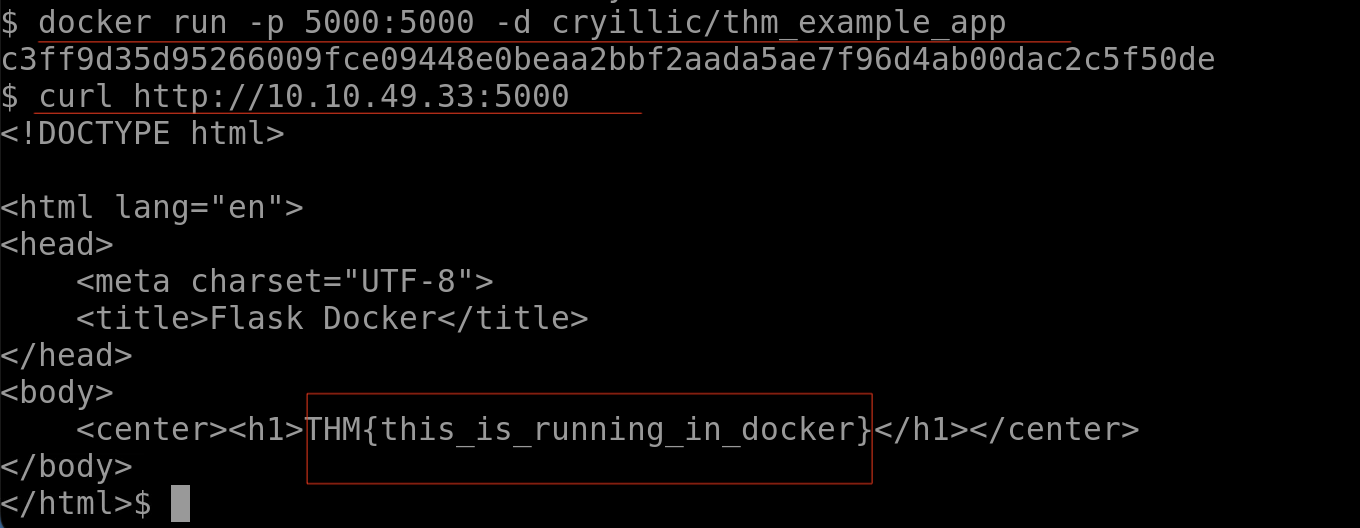 $ docker run -p 5000:5000 -d cryillic/thm_example_app
c3ff9d35d95266009fce09448e0beaa2bbf2aada5ae7f96d4ab00dac2c5f50de
$ curl http://10.10.49.33:5000
<!DOCTYPE html>
<html lang="en">
<head>
    <meta charset="UTF-8">
    <title>Flask Docker</title>
</head>
<body>
    <center><h1>THM{this_is_running_in_docker}</h1></center>
</body>
</html>$